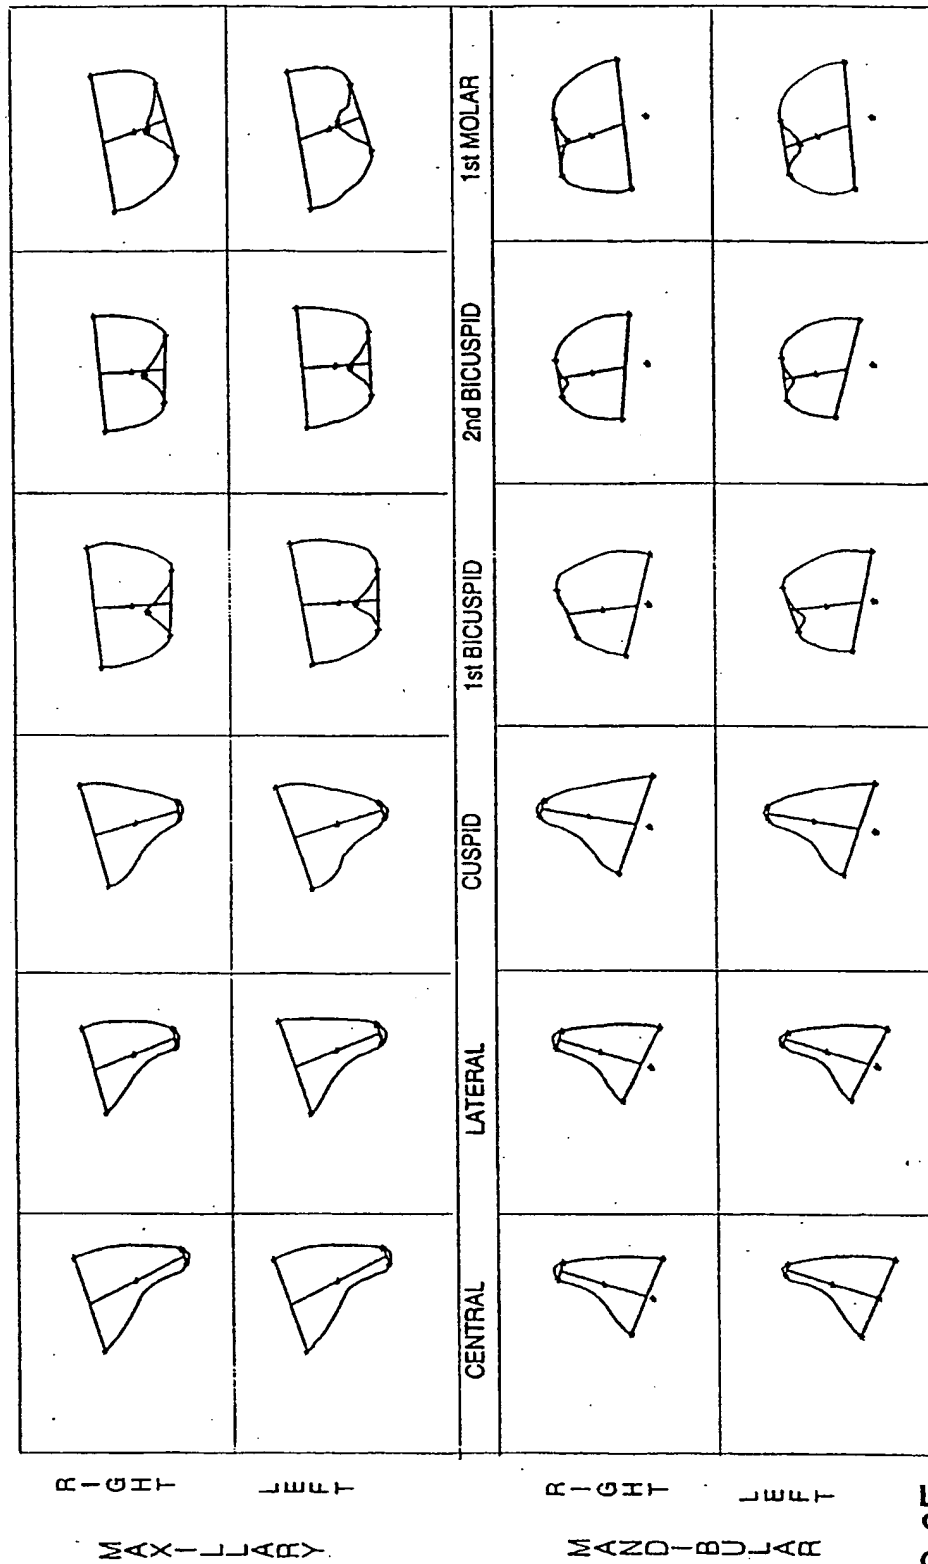 MAXILLARY
RIGHT
LEFT
CENTRAL
LATERAL
CUSPID
1st BICUSPID
2nd BICUSPID
1st MOLAR
MANDIBULAR
RIGHT
LEFT